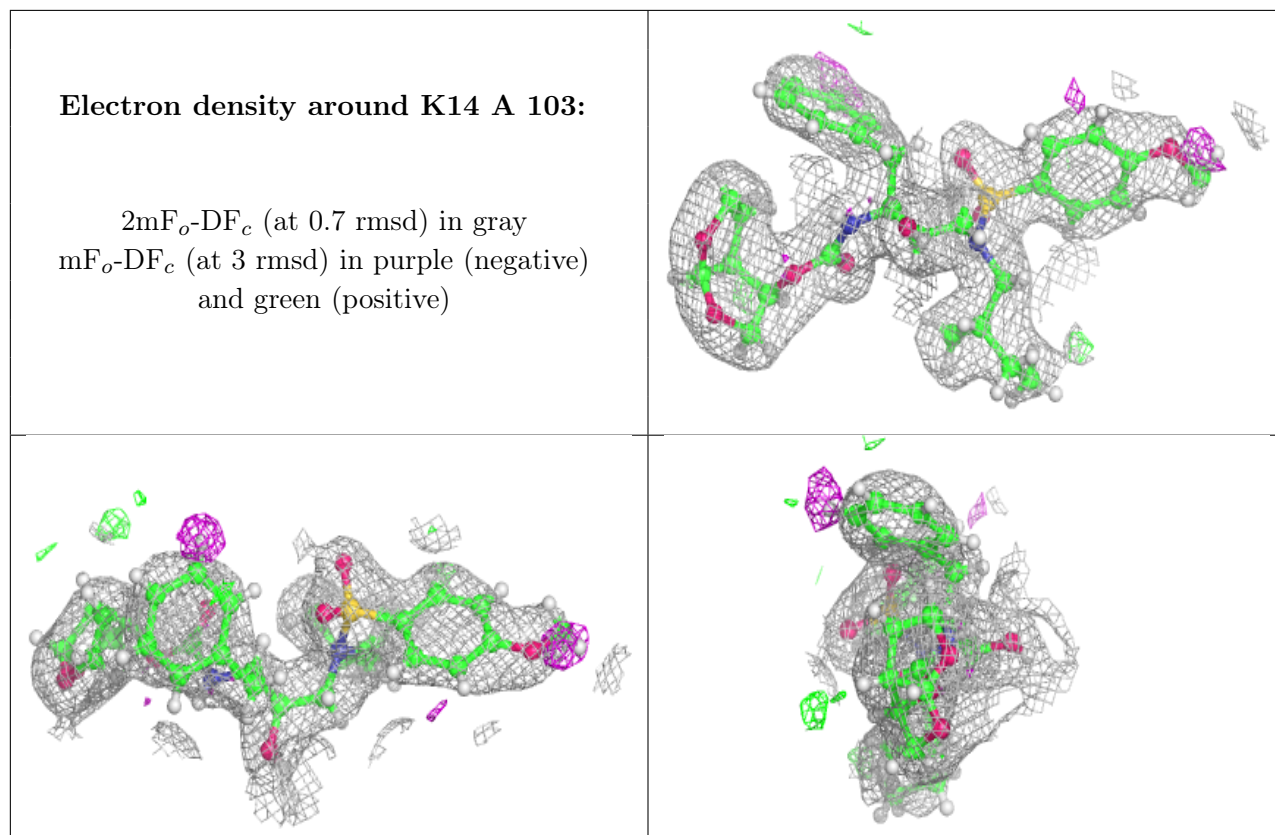 Electron density around K14 A 103:
2mFo-DFc (at 0.7 rmsd) in gray
mFo-DFc (at 3 rmsd) in purple (negative)
and green (positive)